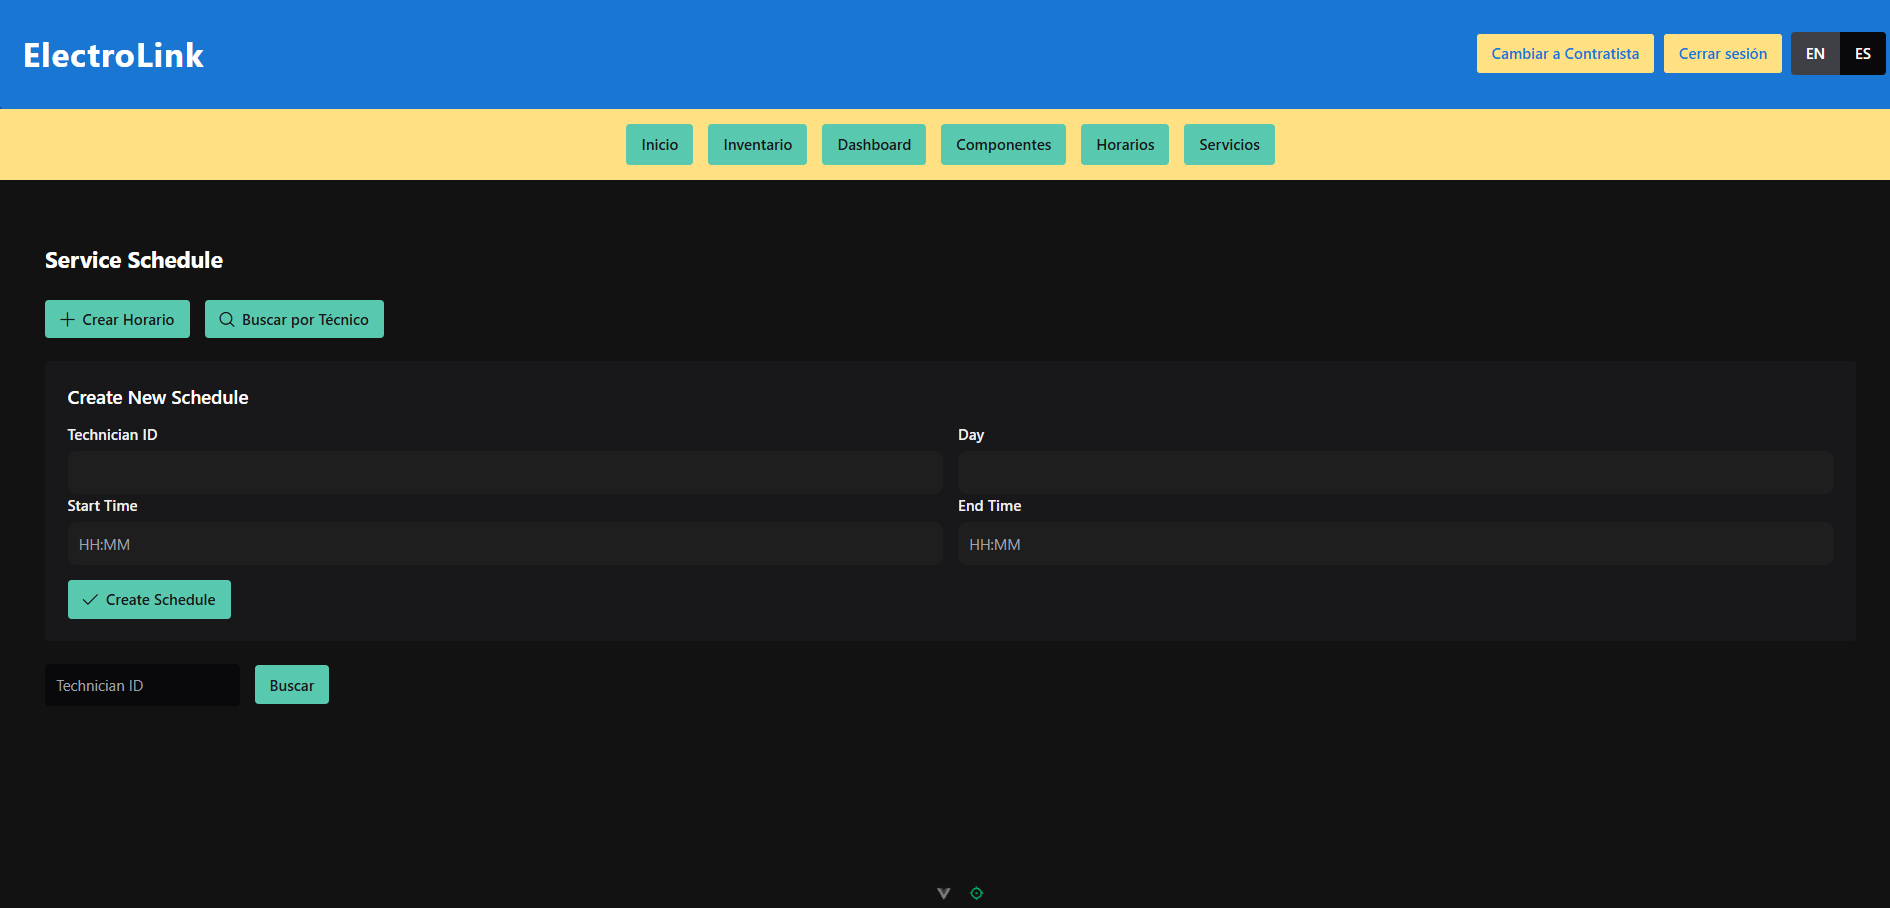 ElectroLink
Cambiar a Contratista
Cerrar sesión
EN
ES
Inicio
Inventario
Dashboard
Componentes
Horarios
Servicios
Service Schedule
Crear Horario
Buscar por Técnico
Create New Schedule
Technician ID
Day
Start Time
End Time
HH:MM
HH:MM
Create Schedule
Technician ID
Buscar